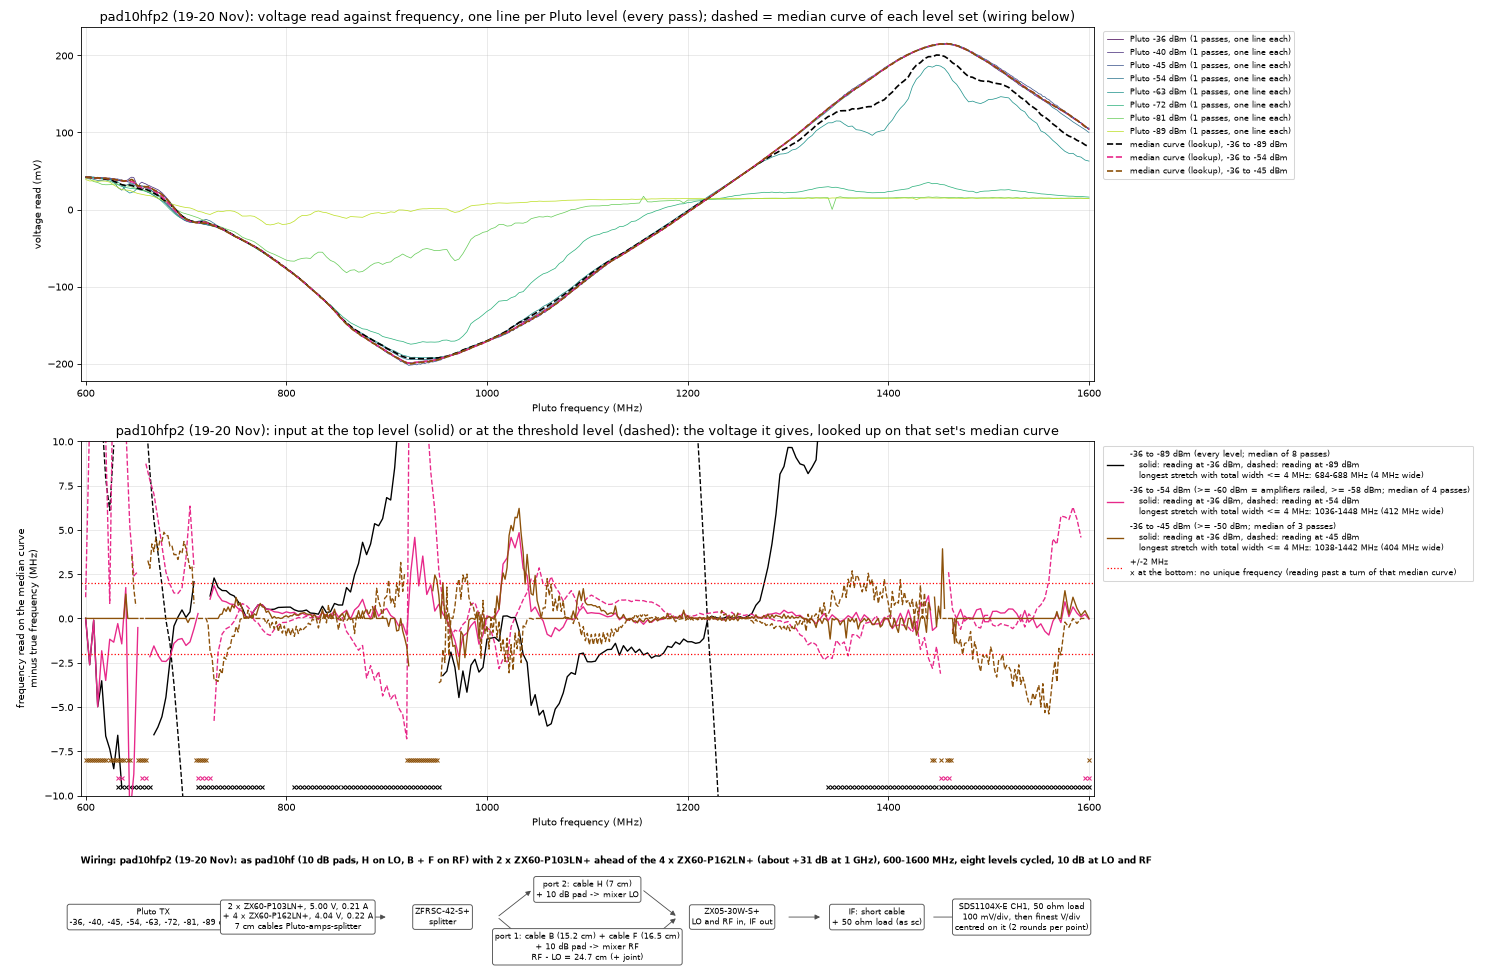 pad10hfp2 (19-20 Nov): voltage read against frequency, one line per Pluto level (every pass); dashed = median curve of each level set (wiring below)
voltage read (mV)
200
100
0
−100
−200
600
800
1000
1200
1400
1600
Pluto frequency (MHz)
Pluto -36 dBm (1 passes, one line each)
Pluto -40 dBm (1 passes, one line each)
Pluto -45 dBm (1 passes, one line each)
Pluto -54 dBm (1 passes, one line each)
Pluto -63 dBm (1 passes, one line each)
Pluto -72 dBm (1 passes, one line each)
Pluto -81 dBm (1 passes, one line each)
Pluto -89 dBm (1 passes, one line each)
median curve (lookup), -36 to -89 dBm
median curve (lookup), -36 to -54 dBm
median curve (lookup), -36 to -45 dBm
pad10hfp2 (19-20 Nov): input at the top level (solid) or at the threshold level (dashed): the voltage it gives, looked up on that set's median curve
frequency read on the median curve
minus true frequency (MHz)
10.0
7.5
5.0
2.5
0.0
−2.5
−5.0
−7.5
−10.0
600
800
1000
1200
1400
1600
Pluto frequency (MHz)
-36 to -89 dBm (every level; median of 8 passes)
solid: reading at -36 dBm, dashed: reading at -89 dBm
longest stretch with total width <= 4 MHz: 684-688 MHz (4 MHz wide)
-36 to -54 dBm (>= -60 dBm = amplifiers railed, >= -58 dBm; median of 4 passes)
solid: reading at -36 dBm, dashed: reading at -54 dBm
longest stretch with total width <= 4 MHz: 1036-1448 MHz (412 MHz wide)
-36 to -45 dBm (>= -50 dBm; median of 3 passes)
solid: reading at -36 dBm, dashed: reading at -45 dBm
longest stretch with total width <= 4 MHz: 1038-1442 MHz (404 MHz wide)
+/-2 MHz
x at the bottom: no unique frequency (reading past a turn of that median curve)
Wiring: pad10hfp2 (19-20 Nov): as pad10hf (10 dB pads, H on LO, B + F on RF) with 2 x ZX60-P103LN+ ahead of the 4 x ZX60-P162LN+ (about +31 dB at 1 GHz), 600-1600 MHz, eight levels cycled, 10 dB at LO and RF
Pluto TX
-36, -40, -45, -54, -63, -72, -81, -89
2 x ZX60-P103LN+, 5.00 V, 0.21 A
+ 4 x ZX60-P162LN+, 4.04 V, 0.22 A
7 cm cables Pluto-amps-splitter
ZFRSC-42-S+
splitter
port 2: cable H (7 cm)
+ 10 dB pad -> mixer LO
port 1: cable B (15.2 cm) + cable F (16.5 cm)
+ 10 dB pad -> mixer RF
RF - LO = 24.7 cm (+ joint)
ZX05-30W-S+
LO and RF in, IF out
IF: short cable
+ 50 ohm load (as sc)
SDS1104X-E CH1, 50 ohm load
100 mV/div, then finest V/div
centred on it (2 rounds per point)